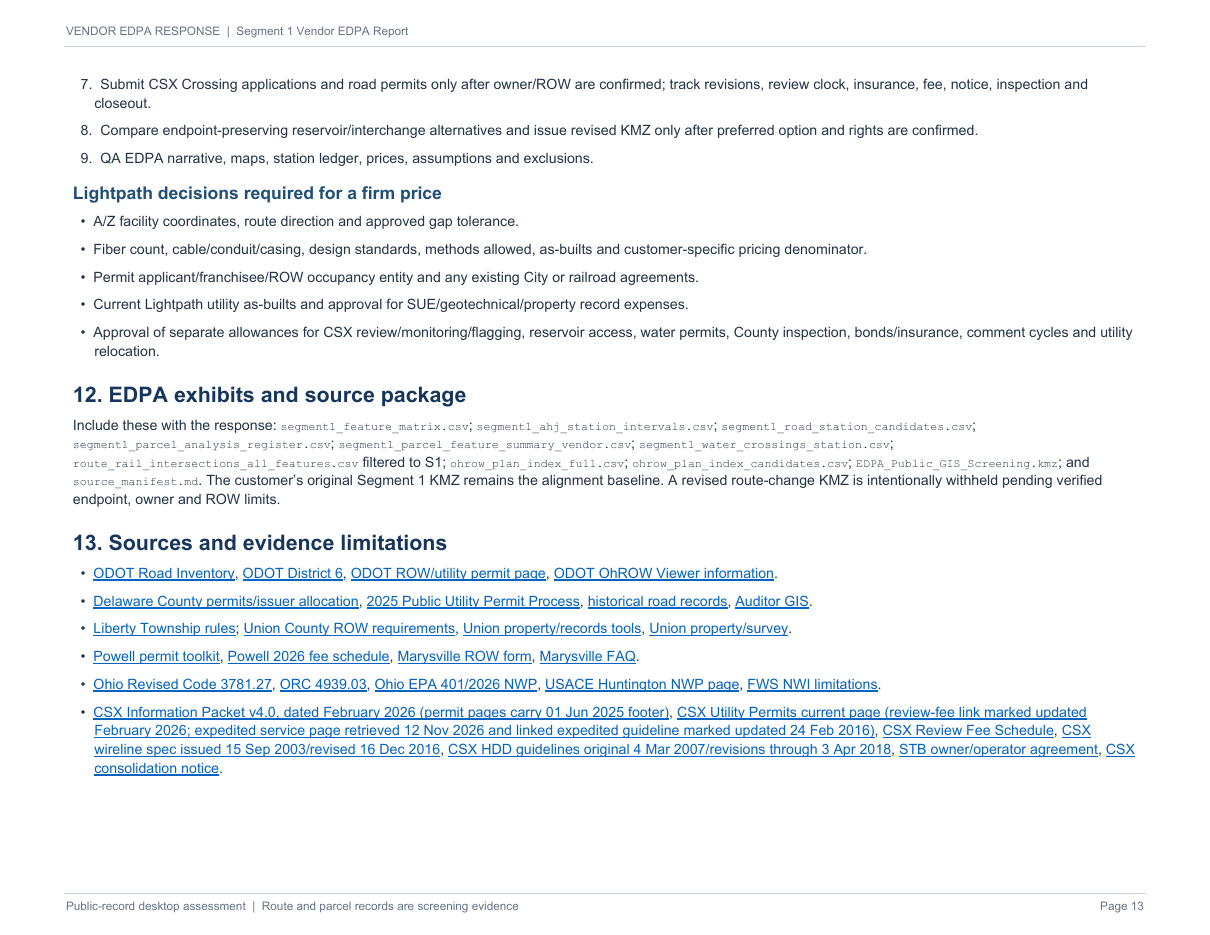 VENDOR EDPA RESPONSE | Segment 1 Vendor EDPA Report
7. Submit CSX Crossing applications and road permits only after owner/ROW are confirmed; track revisions, review clock, insurance, fee, notice, inspection and
closeout.
8. Compare endpoint-preserving reservoir/interchange alternatives and issue revised KMZ only after preferred option and rights are confirmed.
9. QA EDPA narrative, maps, station ledger, prices, assumptions and exclusions.
Lightpath decisions required for a firm price
• A/Z facility coordinates, route direction and approved gap tolerance.
• Fiber count, cable/conduit/casing, design standards, methods allowed, as-builts and customer-specific pricing denominator.
• Permit applicant/franchisee/ROW occupancy entity and any existing City or railroad agreements.
• Current Lightpath utility as-builts and approval for SUE/geotechnical/property record expenses.
• Approval of separate allowances for CSX review/monitoring/flagging, reservoir access, water permits, County inspection, bonds/insurance, comment cycles and utility
relocation.
12. EDPA exhibits and source package
Include these with the response: segment1_feature_matrix.csv; segment1_ahj_station_intervals.csv; segment1_road_station_candidates.csv;
segment1_parcel_analysis_register.csv; segment1_parcel_feature_summary_vendor.csv; segment1_water_crossings_station.csv;
route_rail_intersections_all_features.csv filtered to S1; ohrow_plan_index_full.csv; ohrow_plan_index_candidates.csv; EDPA_Public_GIS_Screening.kmz; and
source_manifest.md. The customer's original Segment 1 KMZ remains the alignment baseline. A revised route-change KMZ is intentionally withheld pending verified
endpoint, owner and ROW limits.
13. Sources and evidence limitations
• ODOT Road Inventory, ODOT District 6, ODOT ROW/utility permit page, ODOT OhROW Viewer information.
• Delaware County permits/issuer allocation, 2025 Public Utility Permit Process, historical road records, Auditor GIS.
• Liberty Township rules; Union County ROW requirements, Union property/records tools, Union property/survey.
• Powell permit toolkit, Powell 2026 fee schedule, Marysville ROW form, Marysville FAQ.
• Ohio Revised Code 3781.27, ORC 4939.03, Ohio EPA 401/2026 NWP, USACE Huntington NWP page, FWS NWI limitations.
• CSX Information Packet v4.0, dated February 2026 (permit pages carry 01 Jun 2025 footer), CSX Utility Permits current page (review-fee link marked updated
February 2026; expedited service page retrieved 12 Nov 2026 and linked expedited guideline marked updated 24 Feb 2016), CSX Review Fee Schedule, CSX
wireline spec issued 15 Sep 2003/revised 16 Dec 2016, CSX HDD guidelines original 4 Mar 2007/revisions through 3 Apr 2018, STB owner/operator agreement, CSX
consolidation notice.
Public-record desktop assessment | Route and parcel records are screening evidence
Page 13